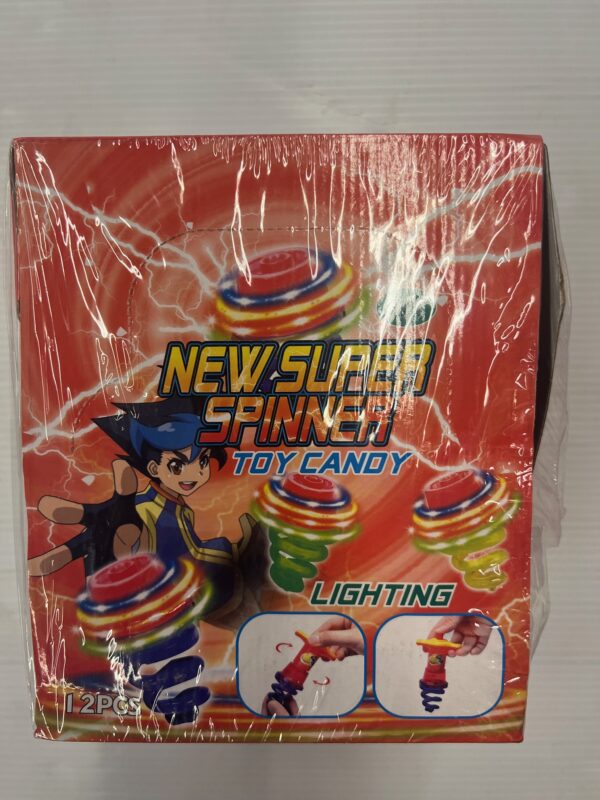 NEW SUPER
SPINNER
TOY CANDY
LIGHTING
12PCS